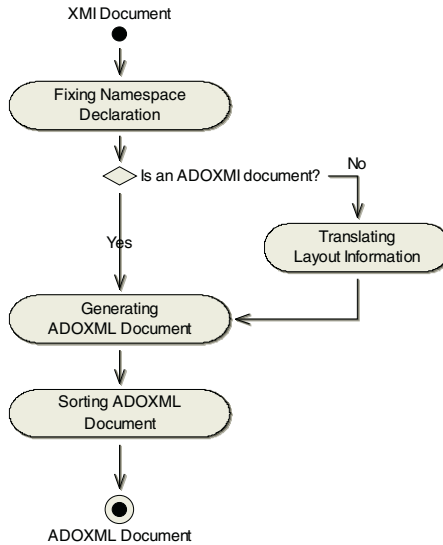 XMI Document
Fixing Namespace
Declaration
Is an ADOXMI document?
No
Yes
Translating
Layout Information
Generating
ADOXML Document
Sorting ADOXML
Document
ADOXML Document